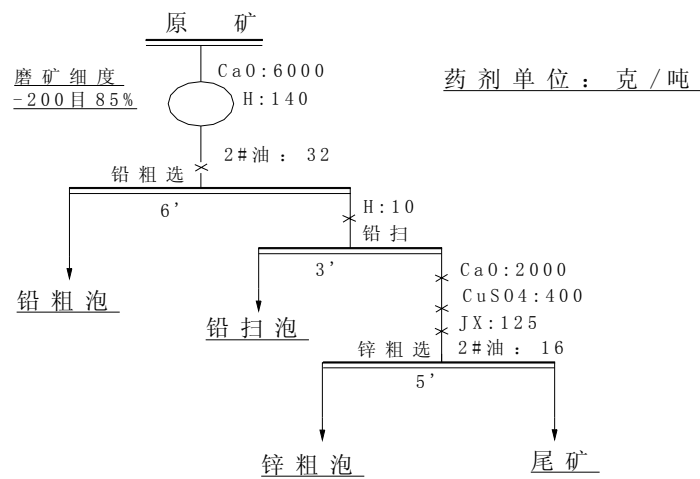 原 矿
CaO:6000
磨矿细度
-200目85%
H:140
药剂单位：克/吨
2#油：32
铅粗选
6’
H:10
铅扫
3’
CaO:2000
铅粗泡
CuSO4:400
铅扫泡
JX:125
锌粗选
2#油：16
5’
锌粗泡
尾矿